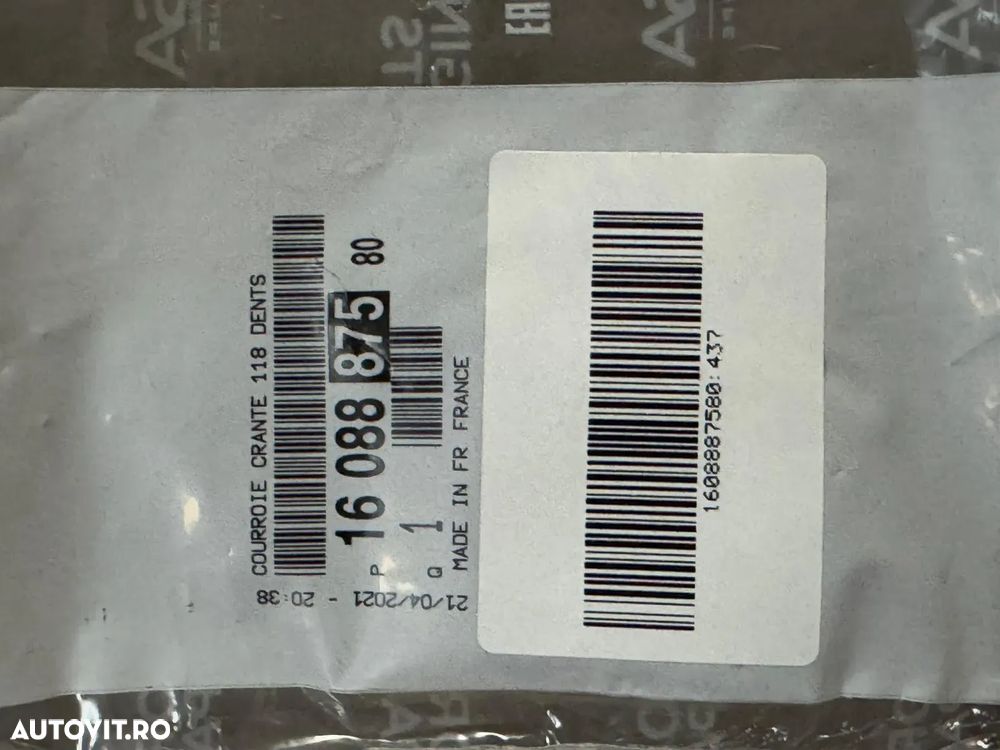 COURROIE CRANTE 118 DENTS
P 16 088 875 80
Q 1
MADE IN FR FRANCE
21/04/2021 - 20:38
1608887580:437
EAC
AUTOVIT.RO